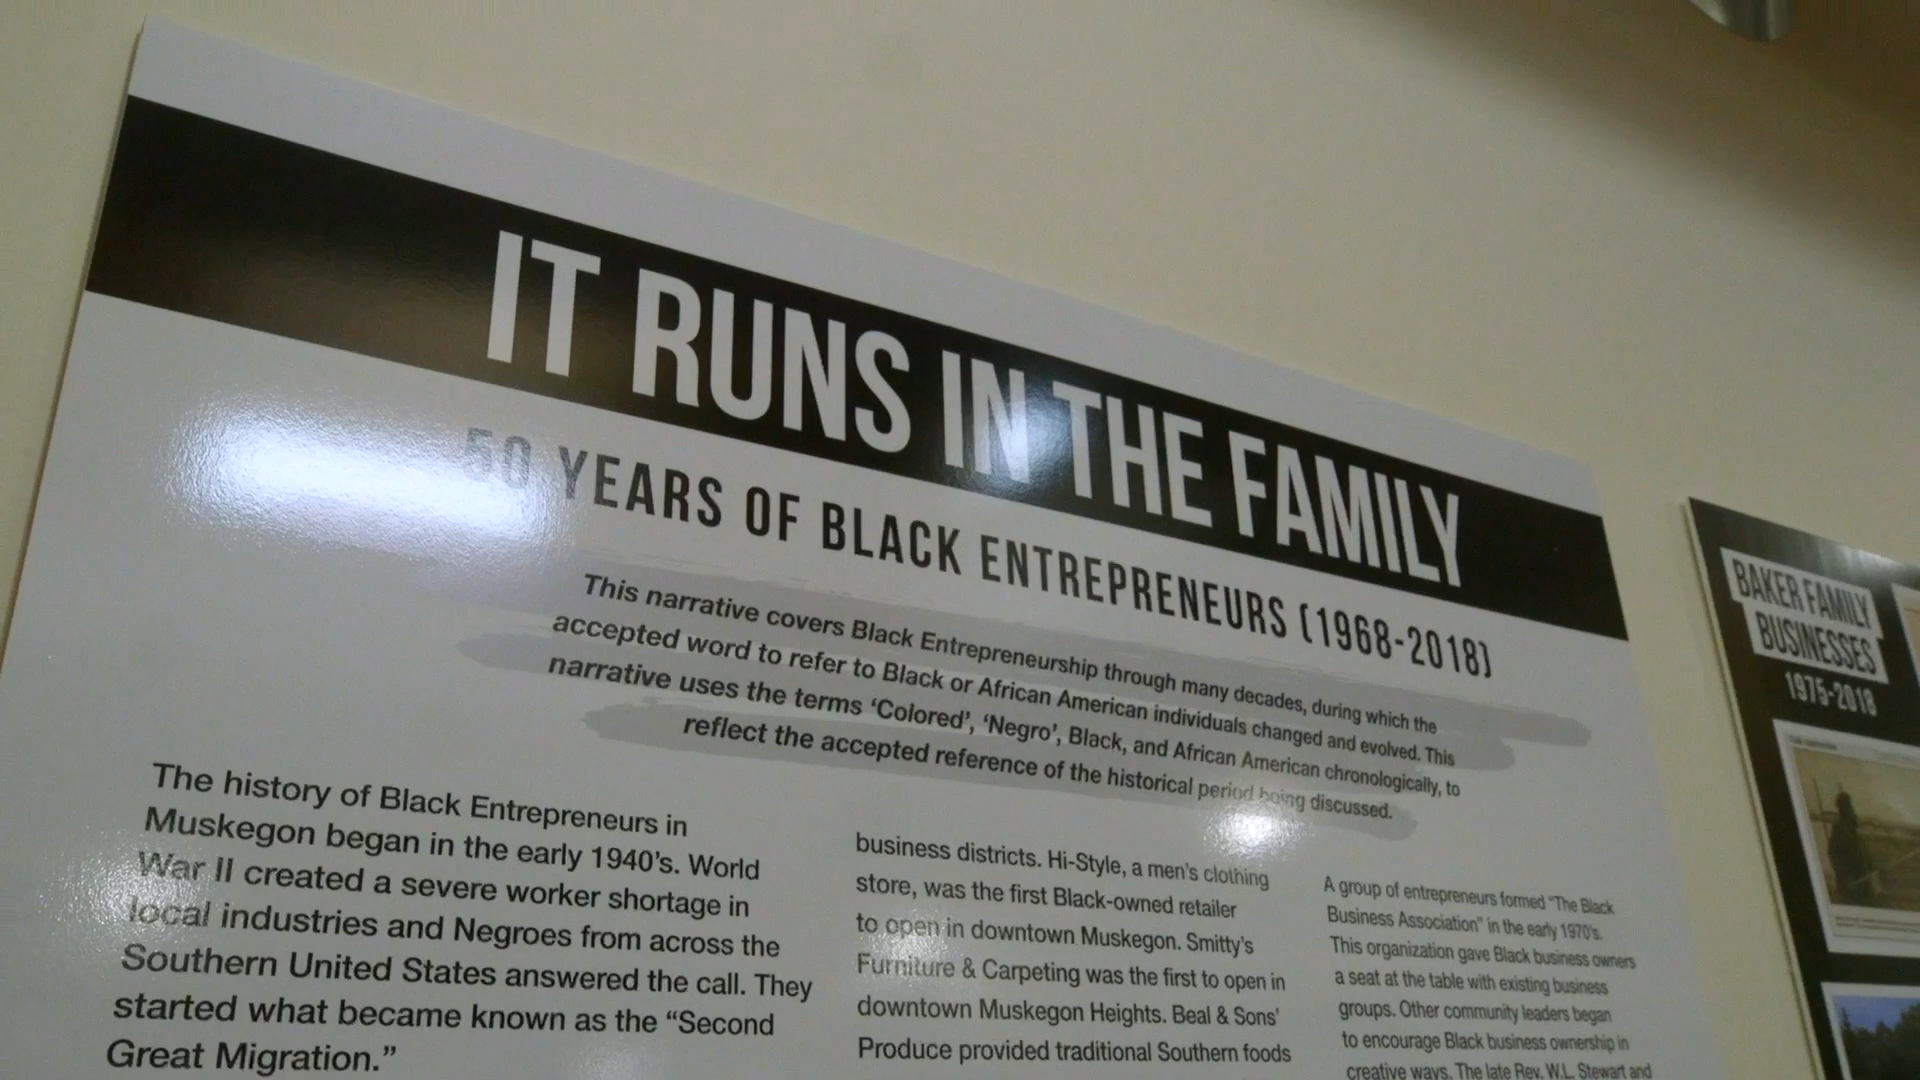 IT RUNS IN THE FAMILY
50 YEARS OF BLACK ENTREPRENEURS (1968-2018)
This narrative covers Black Entrepreneurship through many decades, during which the
accepted word to refer to Black or African American individuals changed and evolved. This
narrative uses the terms ‘Colored’, ‘Negro’, Black, and African American chronologically, to
reflect the accepted reference of the historical period being discussed.
The history of Black Entrepreneurs in
Muskegon began in the early 1940’s. World
War II created a severe worker shortage in
local industries and Negroes from across the
Southern United States answered the call. They
started what became known as the “Second
Great Migration.”
business districts. Hi-Style, a men’s clothing
store, was the first Black-owned retailer
to open in downtown Muskegon. Smitty’s
Furniture & Carpeting was the first to open in
downtown Muskegon Heights. Beal & Sons’
Produce provided traditional Southern foods
A group of entrepreneurs formed “The Black
Business Association” in the early 1970’s.
This organization gave Black business owners
a seat at the table with existing business
groups. Other community leaders began
to encourage Black business ownership in
creative ways. The late Rev. W.L. Stewart and
BAKER FAMILY
BUSINESSES
1975-2018